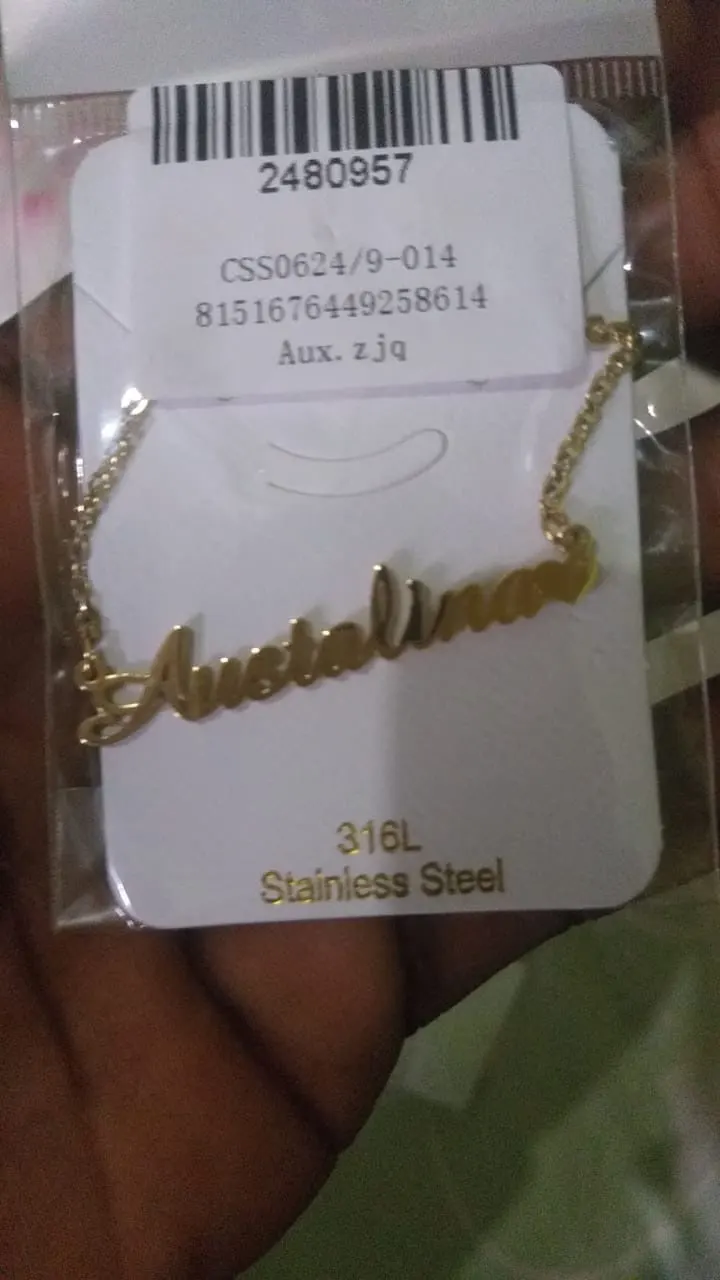 2480957
CSS0624/9-014
8151676449258614
Aux. zjq
Austalina
316L
Stainless Steel